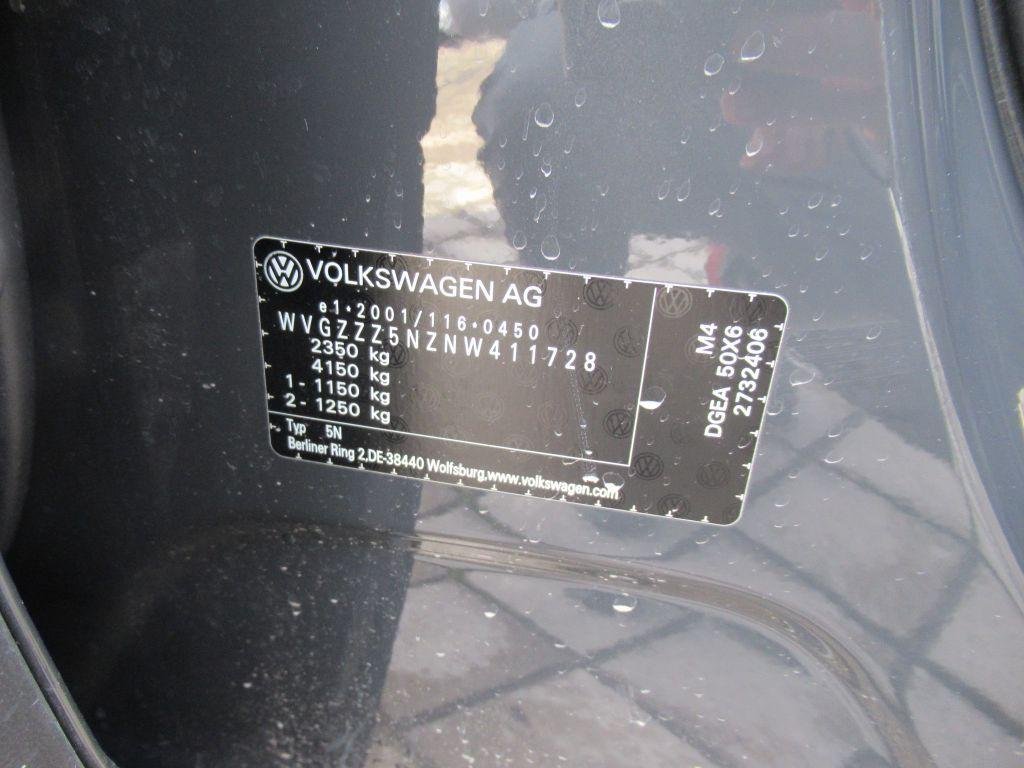 VOLKSWAGEN AG
e1*2001/116*0450
WVGZZZ5NZNW411728
2350 kg
4150 kg
1- 1150 kg
2- 1250 kg
Typ 5N
Berliner Ring 2,DE-38440 Wolfsburg,www.volkswagen.com
M4
DGEA 50X6
2732406